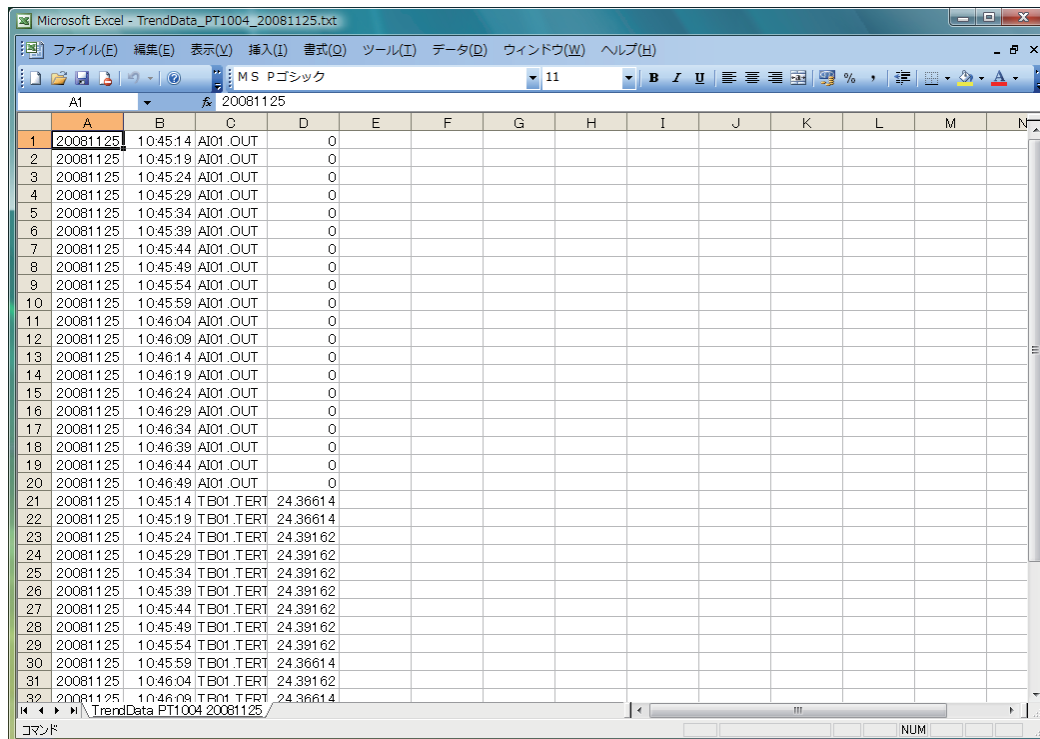 Microsoft Excel - TrendData_PT1004_20081125.txt
ファイル(F) 編集(E) 表示(V) 挿入(I) 書式(O) ツール(T) データ(D) ウィンドウ(W) ヘルプ(H)
MS Pゴシック 11 B I U % ,
A1 fx 20081125
A B C D E F G H I J K L M N
1 20081125 10:45:14 AI01.OUT 0
2 20081125 10:45:19 AI01.OUT 0
3 20081125 10:45:24 AI01.OUT 0
4 20081125 10:45:29 AI01.OUT 0
5 20081125 10:45:34 AI01.OUT 0
6 20081125 10:45:39 AI01.OUT 0
7 20081125 10:45:44 AI01.OUT 0
8 20081125 10:45:49 AI01.OUT 0
9 20081125 10:45:54 AI01.OUT 0
10 20081125 10:45:59 AI01.OUT 0
11 20081125 10:46:04 AI01.OUT 0
12 20081125 10:46:09 AI01.OUT 0
13 20081125 10:46:14 AI01.OUT 0
14 20081125 10:46:19 AI01.OUT 0
15 20081125 10:46:24 AI01.OUT 0
16 20081125 10:46:29 AI01.OUT 0
17 20081125 10:46:34 AI01.OUT 0
18 20081125 10:46:39 AI01.OUT 0
19 20081125 10:46:44 AI01.OUT 0
20 20081125 10:46:49 AI01.OUT 0
21 20081125 10:45:14 TB01.TERT 24.36614
22 20081125 10:45:19 TB01.TERT 24.36614
23 20081125 10:45:24 TB01.TERT 24.39162
24 20081125 10:45:29 TB01.TERT 24.39162
25 20081125 10:45:34 TB01.TERT 24.39162
26 20081125 10:45:39 TB01.TERT 24.39162
27 20081125 10:45:44 TB01.TERT 24.39162
28 20081125 10:45:49 TB01.TERT 24.39162
29 20081125 10:45:54 TB01.TERT 24.39162
30 20081125 10:45:59 TB01.TERT 24.36614
31 20081125 10:46:04 TB01.TERT 24.39162
32 20081125 10:46:09 TB01.TERT 24.36614
TrendData_PT1004_20081125
コマンド NUM